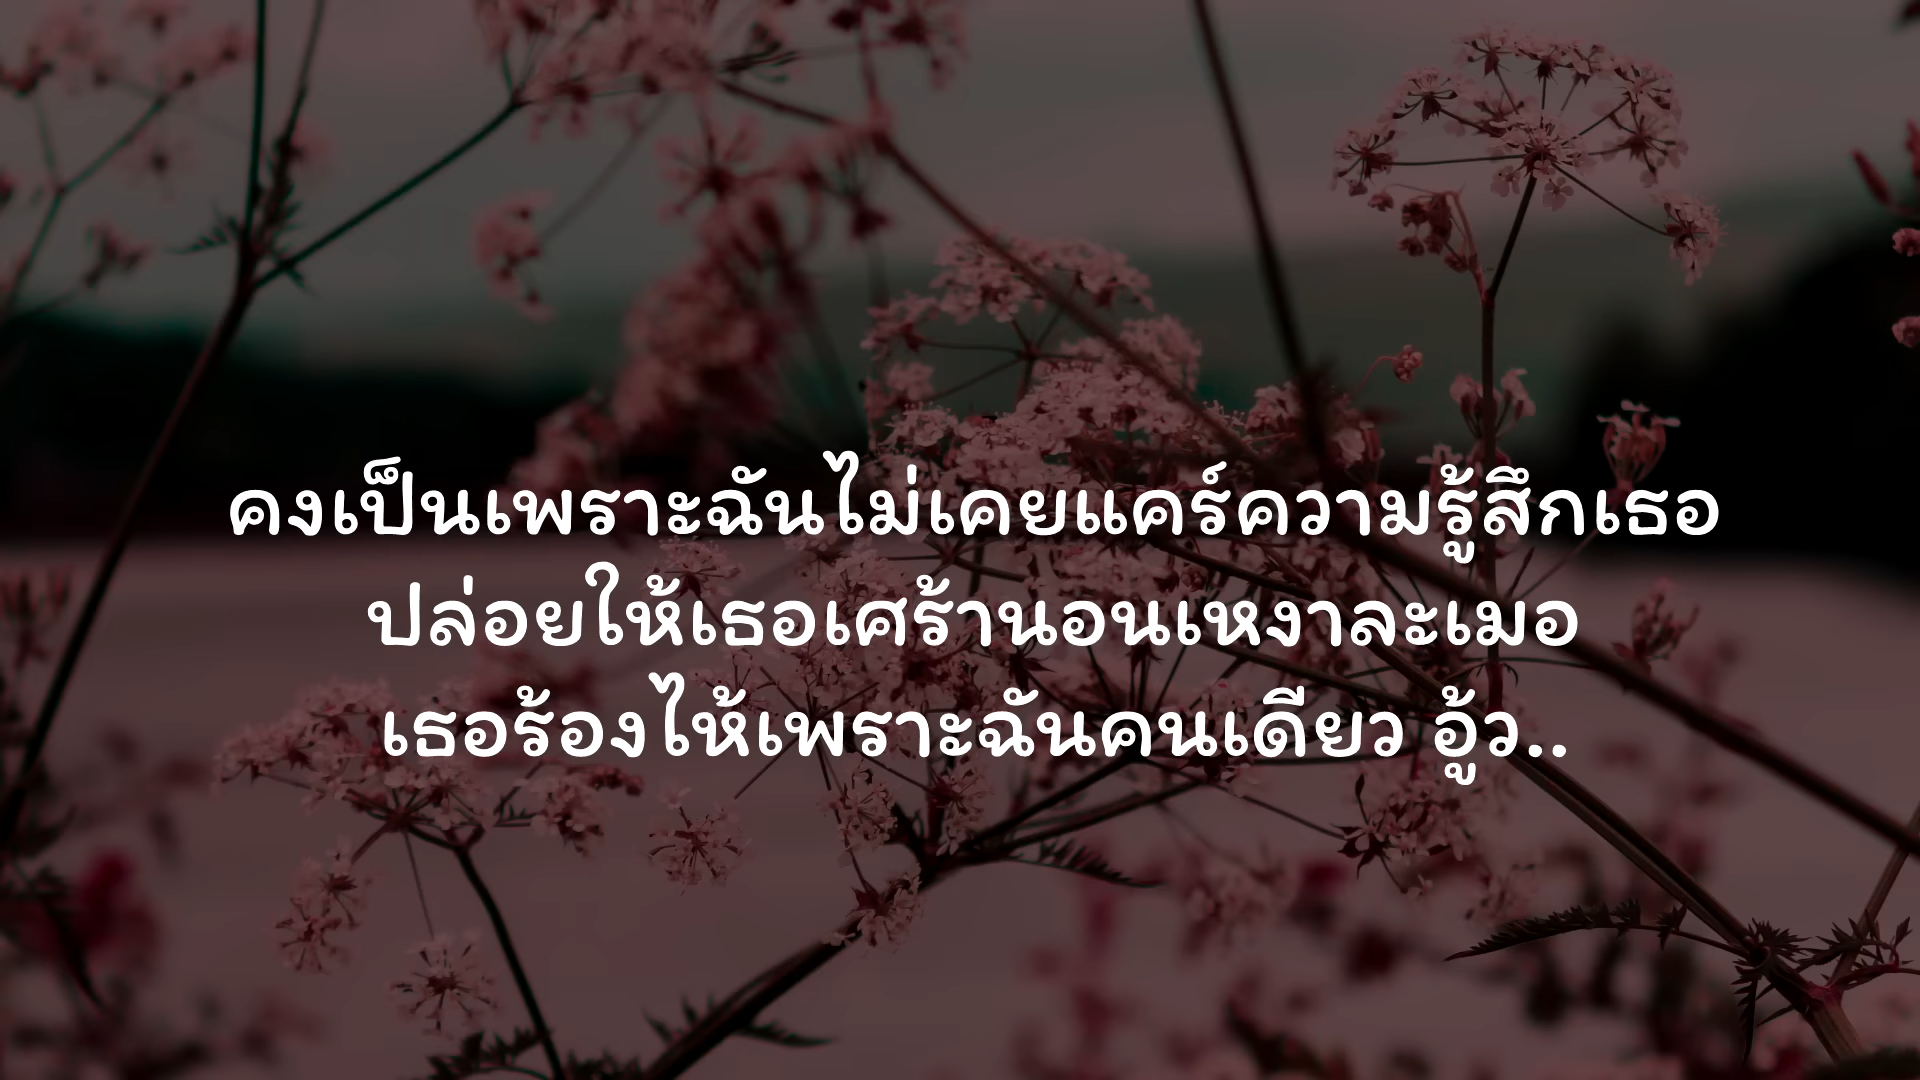 คงเป็นเพราะฉันไม่เคยแคร์ความรู้สึกเธอ
ปล่อยให้เธอเศร้านอนเหงาละเมอ
เธอร้องไห้เพราะฉันคนเดียว อู้ว..